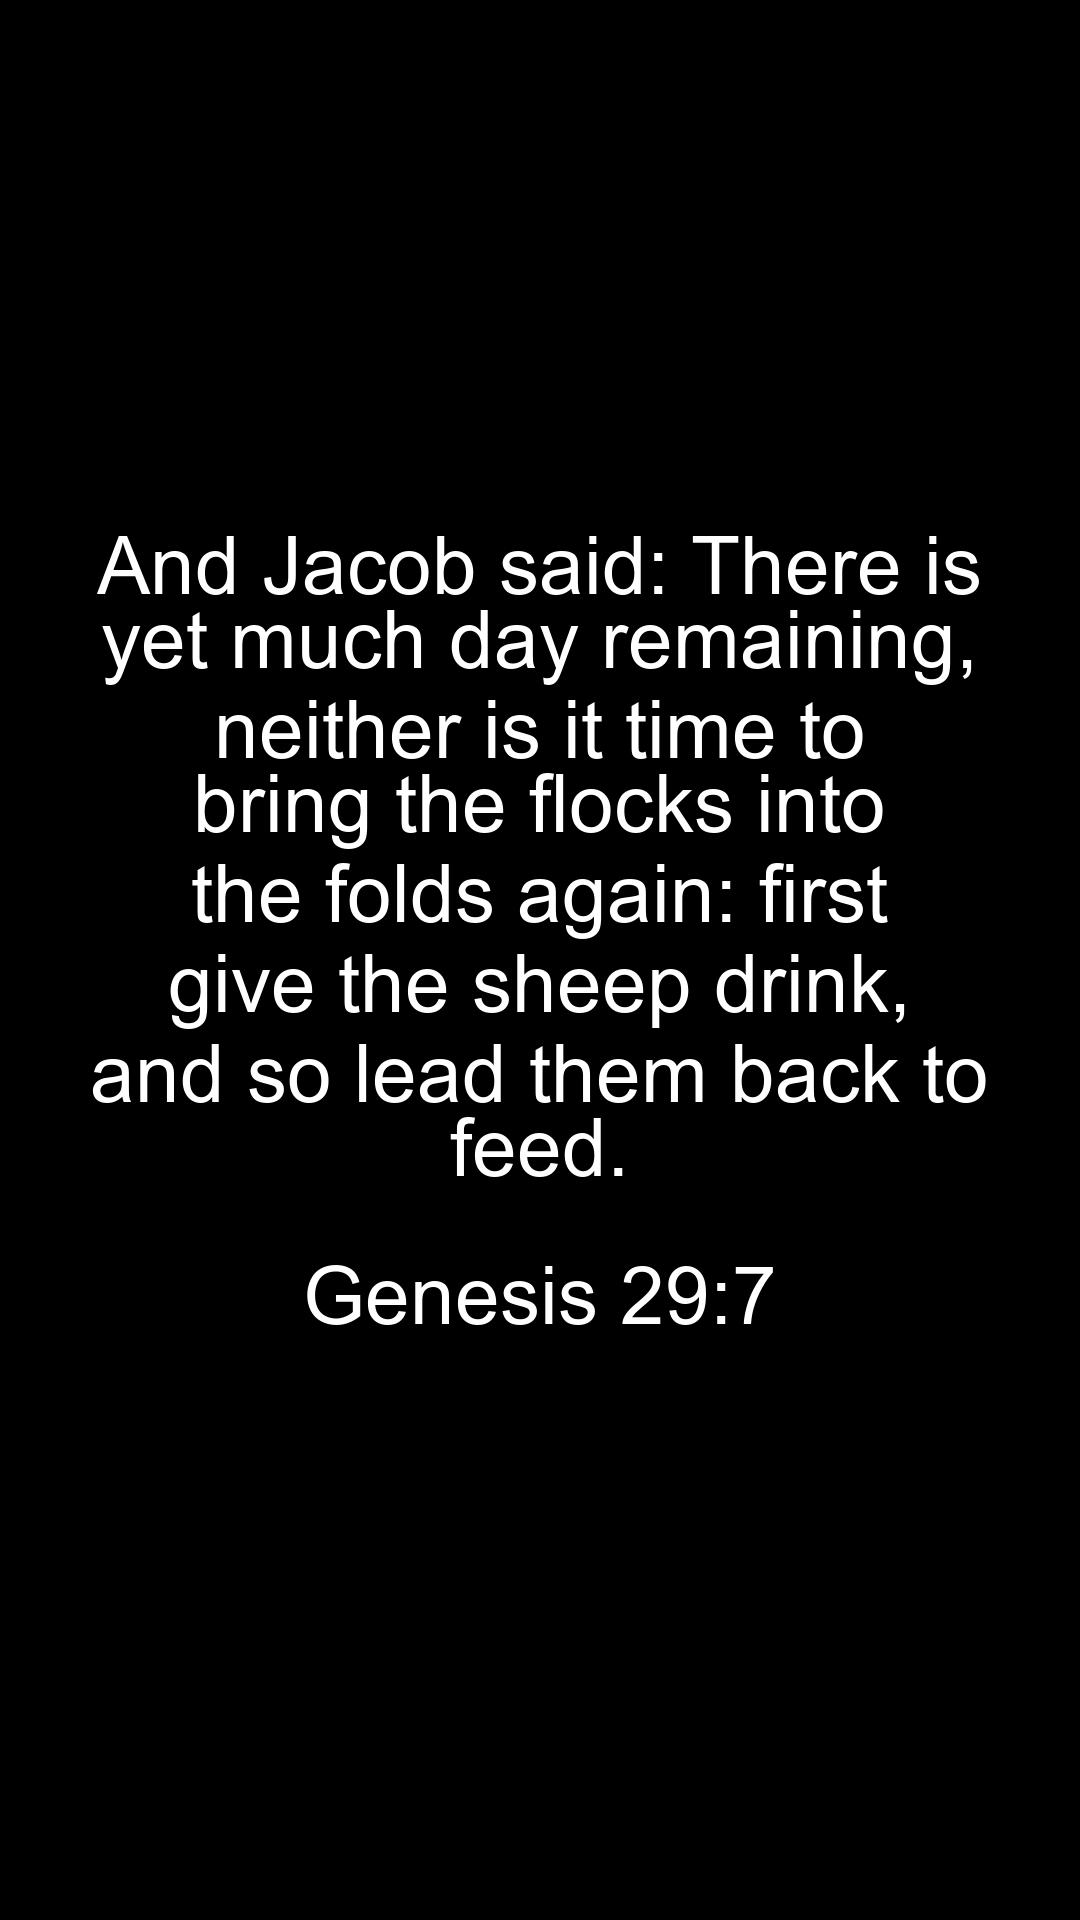 And Jacob said: There is
yet much day remaining,
neither is it time to
bring the flocks into
the folds again: first
give the sheep drink,
and so lead them back to
feed.
Genesis 29:7